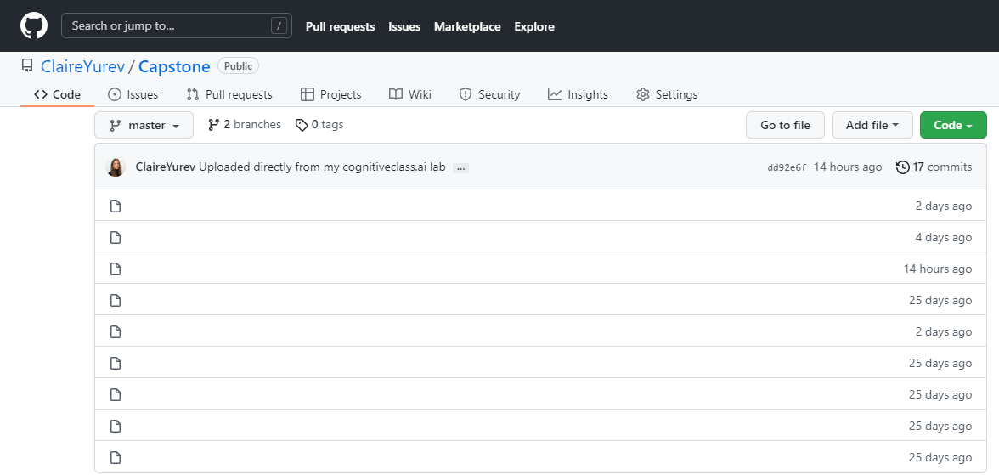 Search or jump to... / Pull requests Issues Marketplace Explore
ClaireYurev / Capstone Public
Code Issues Pull requests Projects Wiki Security Insights Settings
master 2 branches 0 tags Go to file Add file Code
ClaireYurev Uploaded directly from my cognitiveclass.ai lab ... dd92e6f 14 hours ago 17 commits
2 days ago
4 days ago
14 hours ago
25 days ago
2 days ago
25 days ago
25 days ago
25 days ago
25 days ago